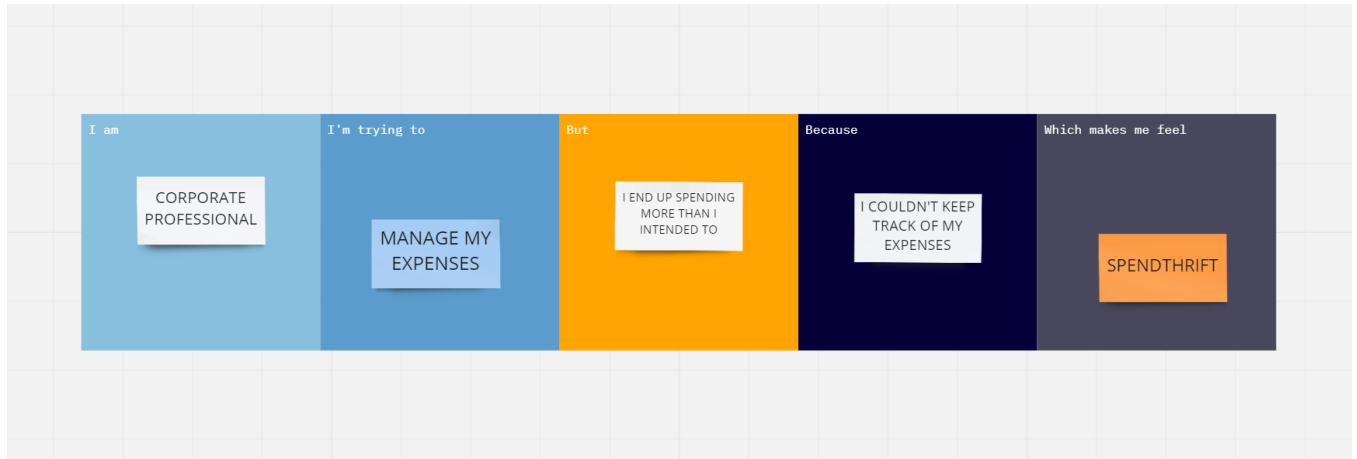 I am
CORPORATE
PROFESSIONAL
I'm trying to
MANAGE MY
EXPENSES
But
I END UP SPENDING
MORE THAN I
INTENDED TO
Because
I COULDN'T KEEP
TRACK OF MY
EXPENSES
Which makes me feel
SPENDTHRIFT